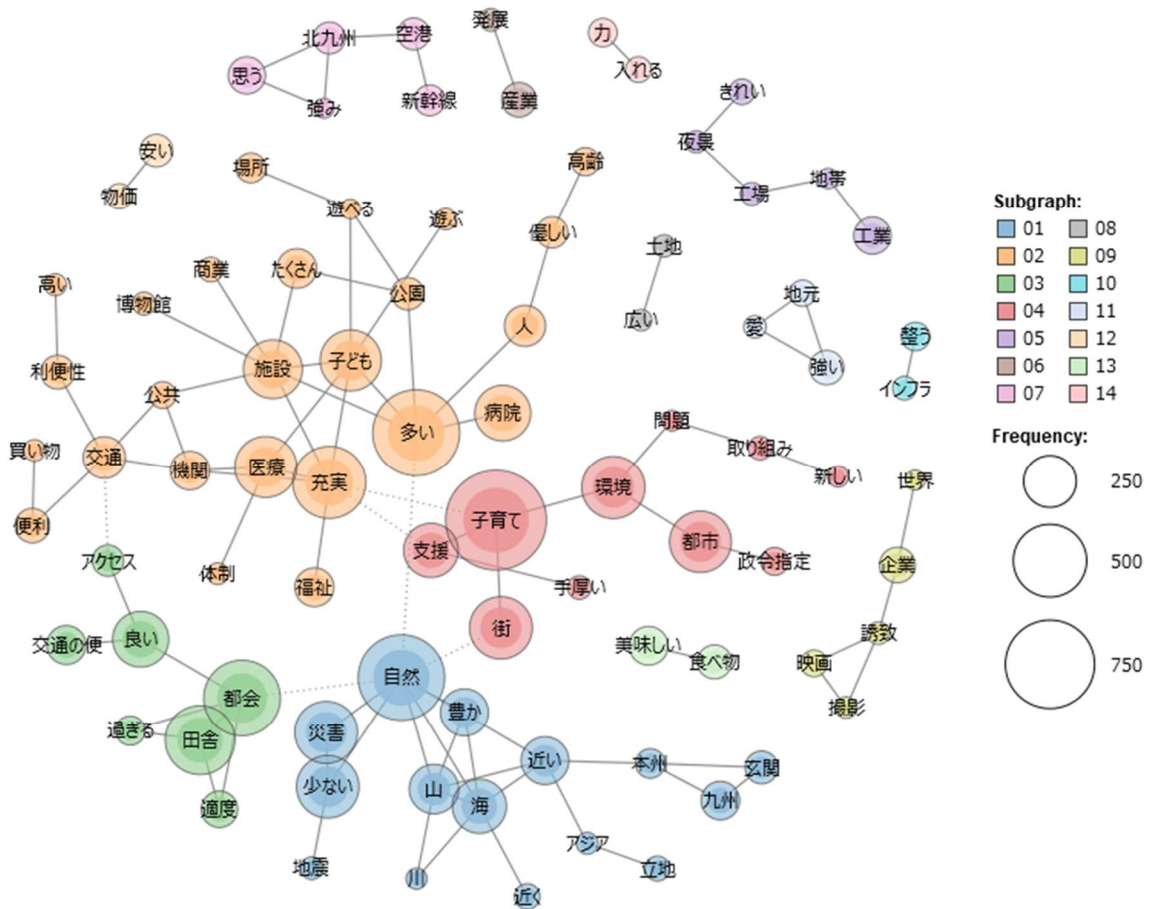 発展
力
北九州
空港
思う
入れる
きれい
強み
新幹線
産業
夜景
安い
高齢
場所
物価
工場
地帯
遊べる
遊ぶ
優しい
工業
土地
商業
たくさん
高い
博物館
公園
地元
広い
愛
人
整う
利便性
施設
子ども
強い
インフラ
公共
多い
病院
買い物
交通
機関
医療
充実
問題
取り組み
新しい
世界
環境
便利
子育て
都市
支援
政令指定
企業
アクセス
体制
福祉
手厚い
交通の便
良い
街
美味しい
食べ物
誘致
映画
撮影
自然
都会
過ぎる
田舎
災害
豊か
少ない
近い
本州
玄関
適度
山
海
九州
地震
川
アジア
立地
近く
Subgraph:
01
02
03
04
05
06
07
08
09
10
11
12
13
14
Frequency:
250
500
750